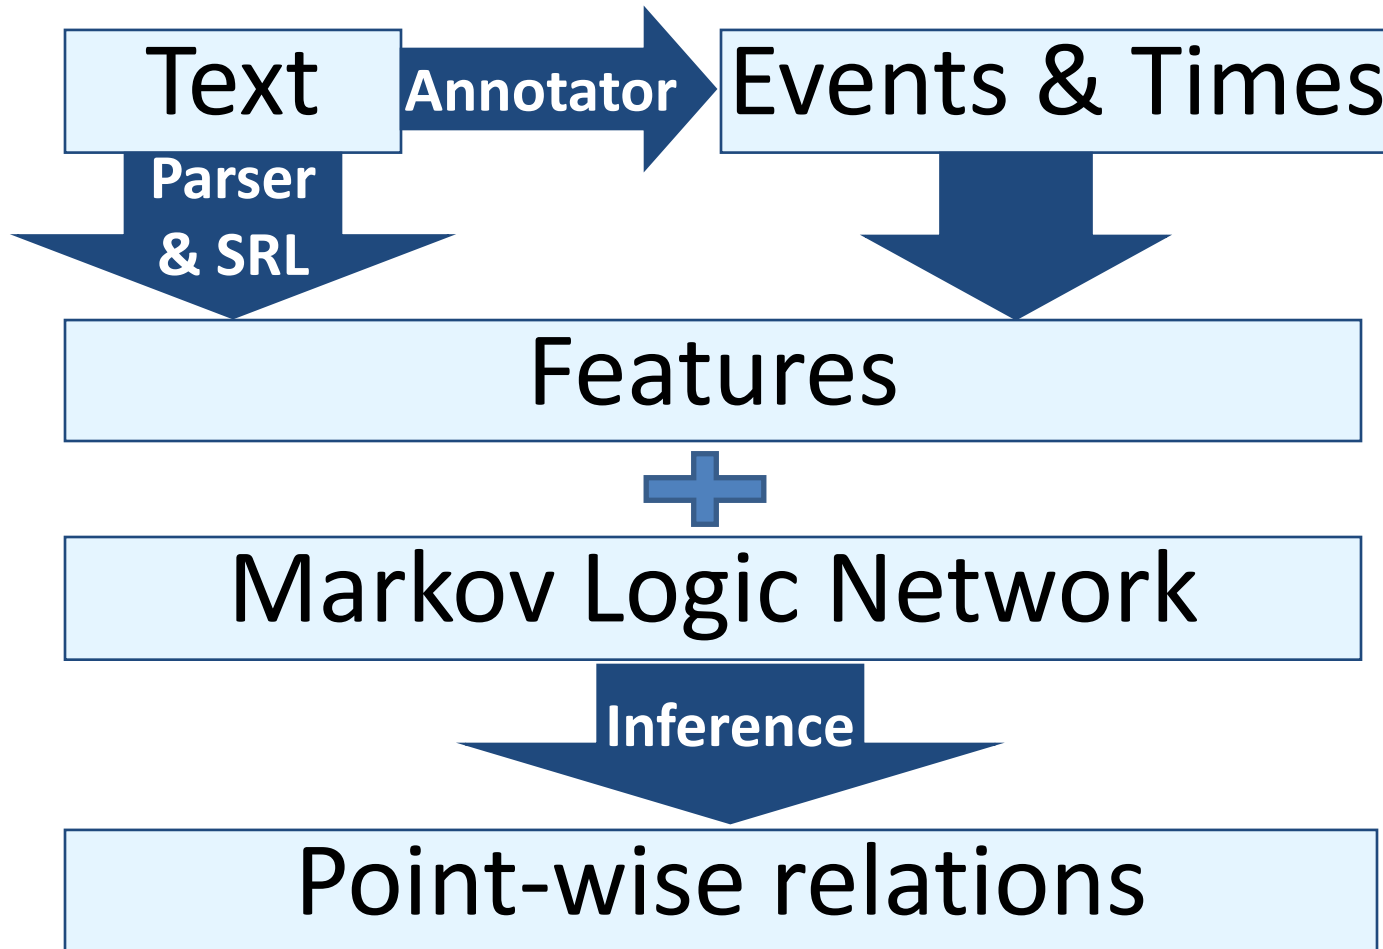 Text
Annotator
Events & Times
Parser
& SRL
Features
Markov Logic Network
Inference
Point-wise relations